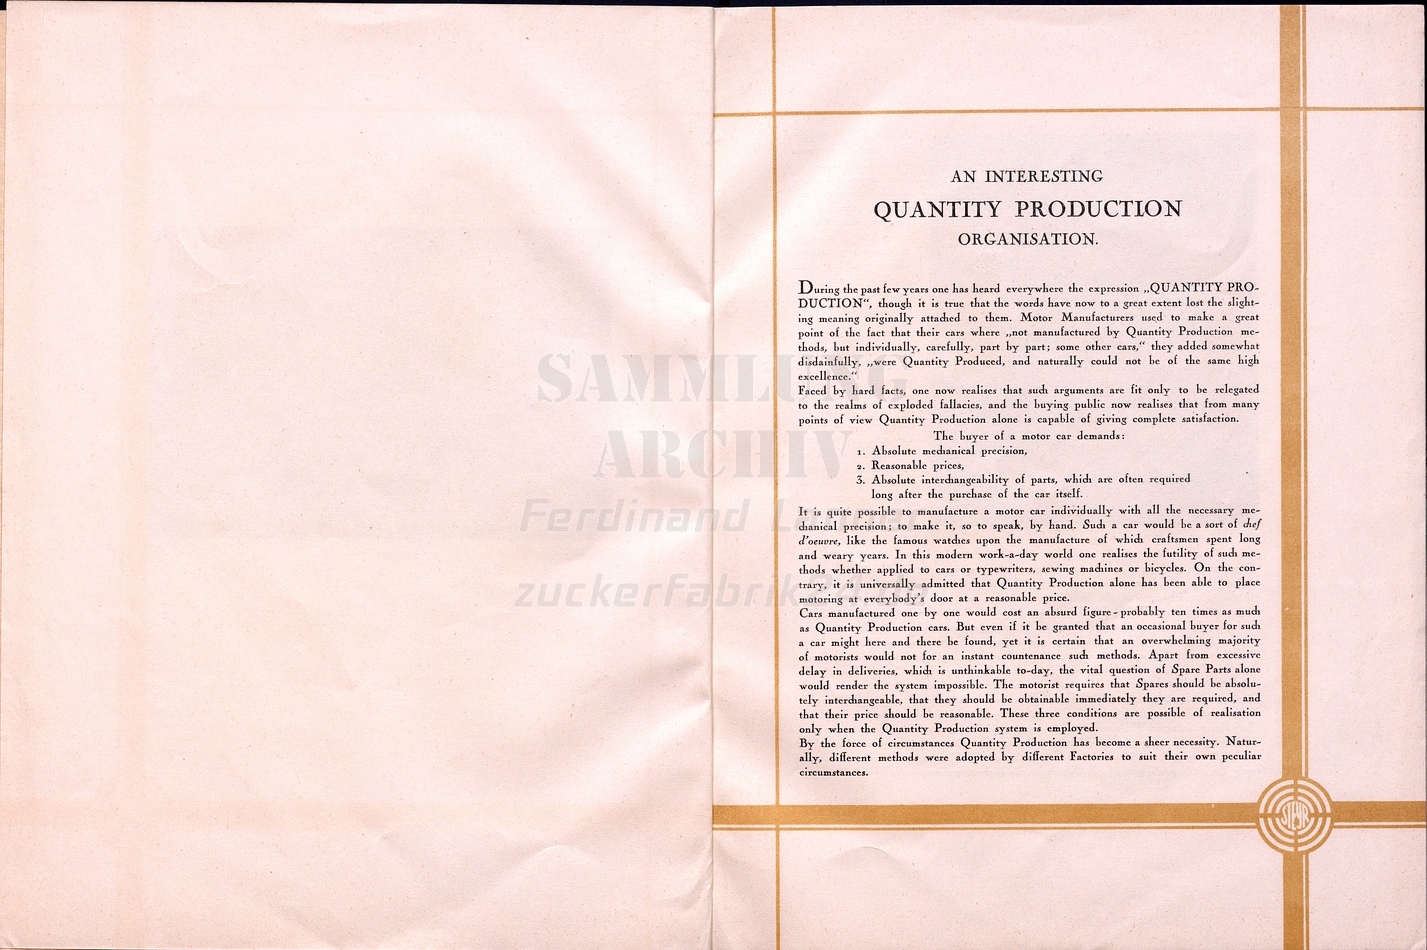 AN INTERESTING
QUANTITY PRODUCTION
ORGANISATION.
During the past few years one has heard everywhere the expression „QUANTITY PRO-
DUCTION“, though it is true that the words have now to a great extent lost the slight-
ing meaning originally attached to them. Motor Manufacturers used to make a great
point of the fact that their cars where „not manufactured by Quantity Production me-
thods, but individually, carefully, part by part; some other cars,“ they added somewhat
disdainfully, „were Quantity Produced, and naturally could not be of the same high
excellence.“
Faced by hard facts, one now realises that such arguments are fit only to be relegated
to the realms of exploded fallacies, and the buying public now realises that from many
points of view Quantity Production alone is capable of giving complete satisfaction.
The buyer of a motor car demands:
1. Absolute mechanical precision,
2. Reasonable prices,
3. Absolute interchangeability of parts, which are often required
long after the purchase of the car itself.
It is quite possible to manufacture a motor car individually with all the necessary me-
chanical precision; to make it, so to speak, by hand. Such a car would be a sort of chef
d'oeuvre, like the famous watches upon the manufacture of which craftsmen spent long
and weary years. In this modern work-a-day world one realises the futility of such me-
thods whether applied to cars or typewriters, sewing machines or bicycles. On the con-
trary, it is universally admitted that Quantity Production alone has been able to place
motoring at everybody's door at a reasonable price.
Cars manufactured one by one would cost an absurd figure - probably ten times as much
as Quantity Production cars. But even if it be granted that an occasional buyer for such
a car might here and there be found, yet it is certain that an overwhelming majority
of motorists would not for an instant countenance such methods. Apart from excessive
delay in deliveries, which is unthinkable to-day, the vital question of Spare Parts alone
would render the system impossible. The motorist requires that Spares should be absolu-
tely interchangeable, that they should be obtainable immediately they are required, and
that their price should be reasonable. These three conditions are possible of realisation
only when the Quantity Production system is employed.
By the force of circumstances Quantity Production has become a sheer necessity. Natur-
ally, different methods were adopted by different Factories to suit their own peculiar
circumstances.
STEYR
SAMMLUNG
ARCHIV
Ferdinand